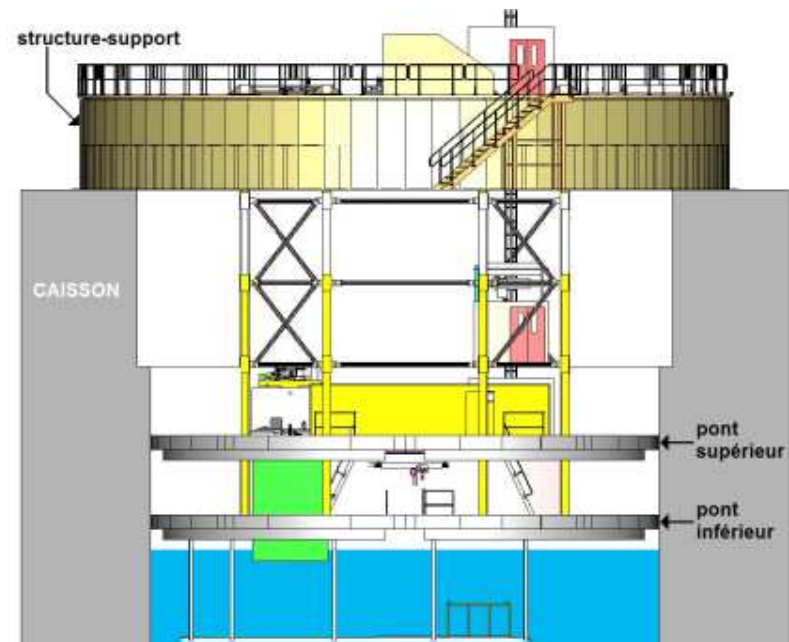 structure-support
CAISSON
pont
supérieur
pont
inférieur